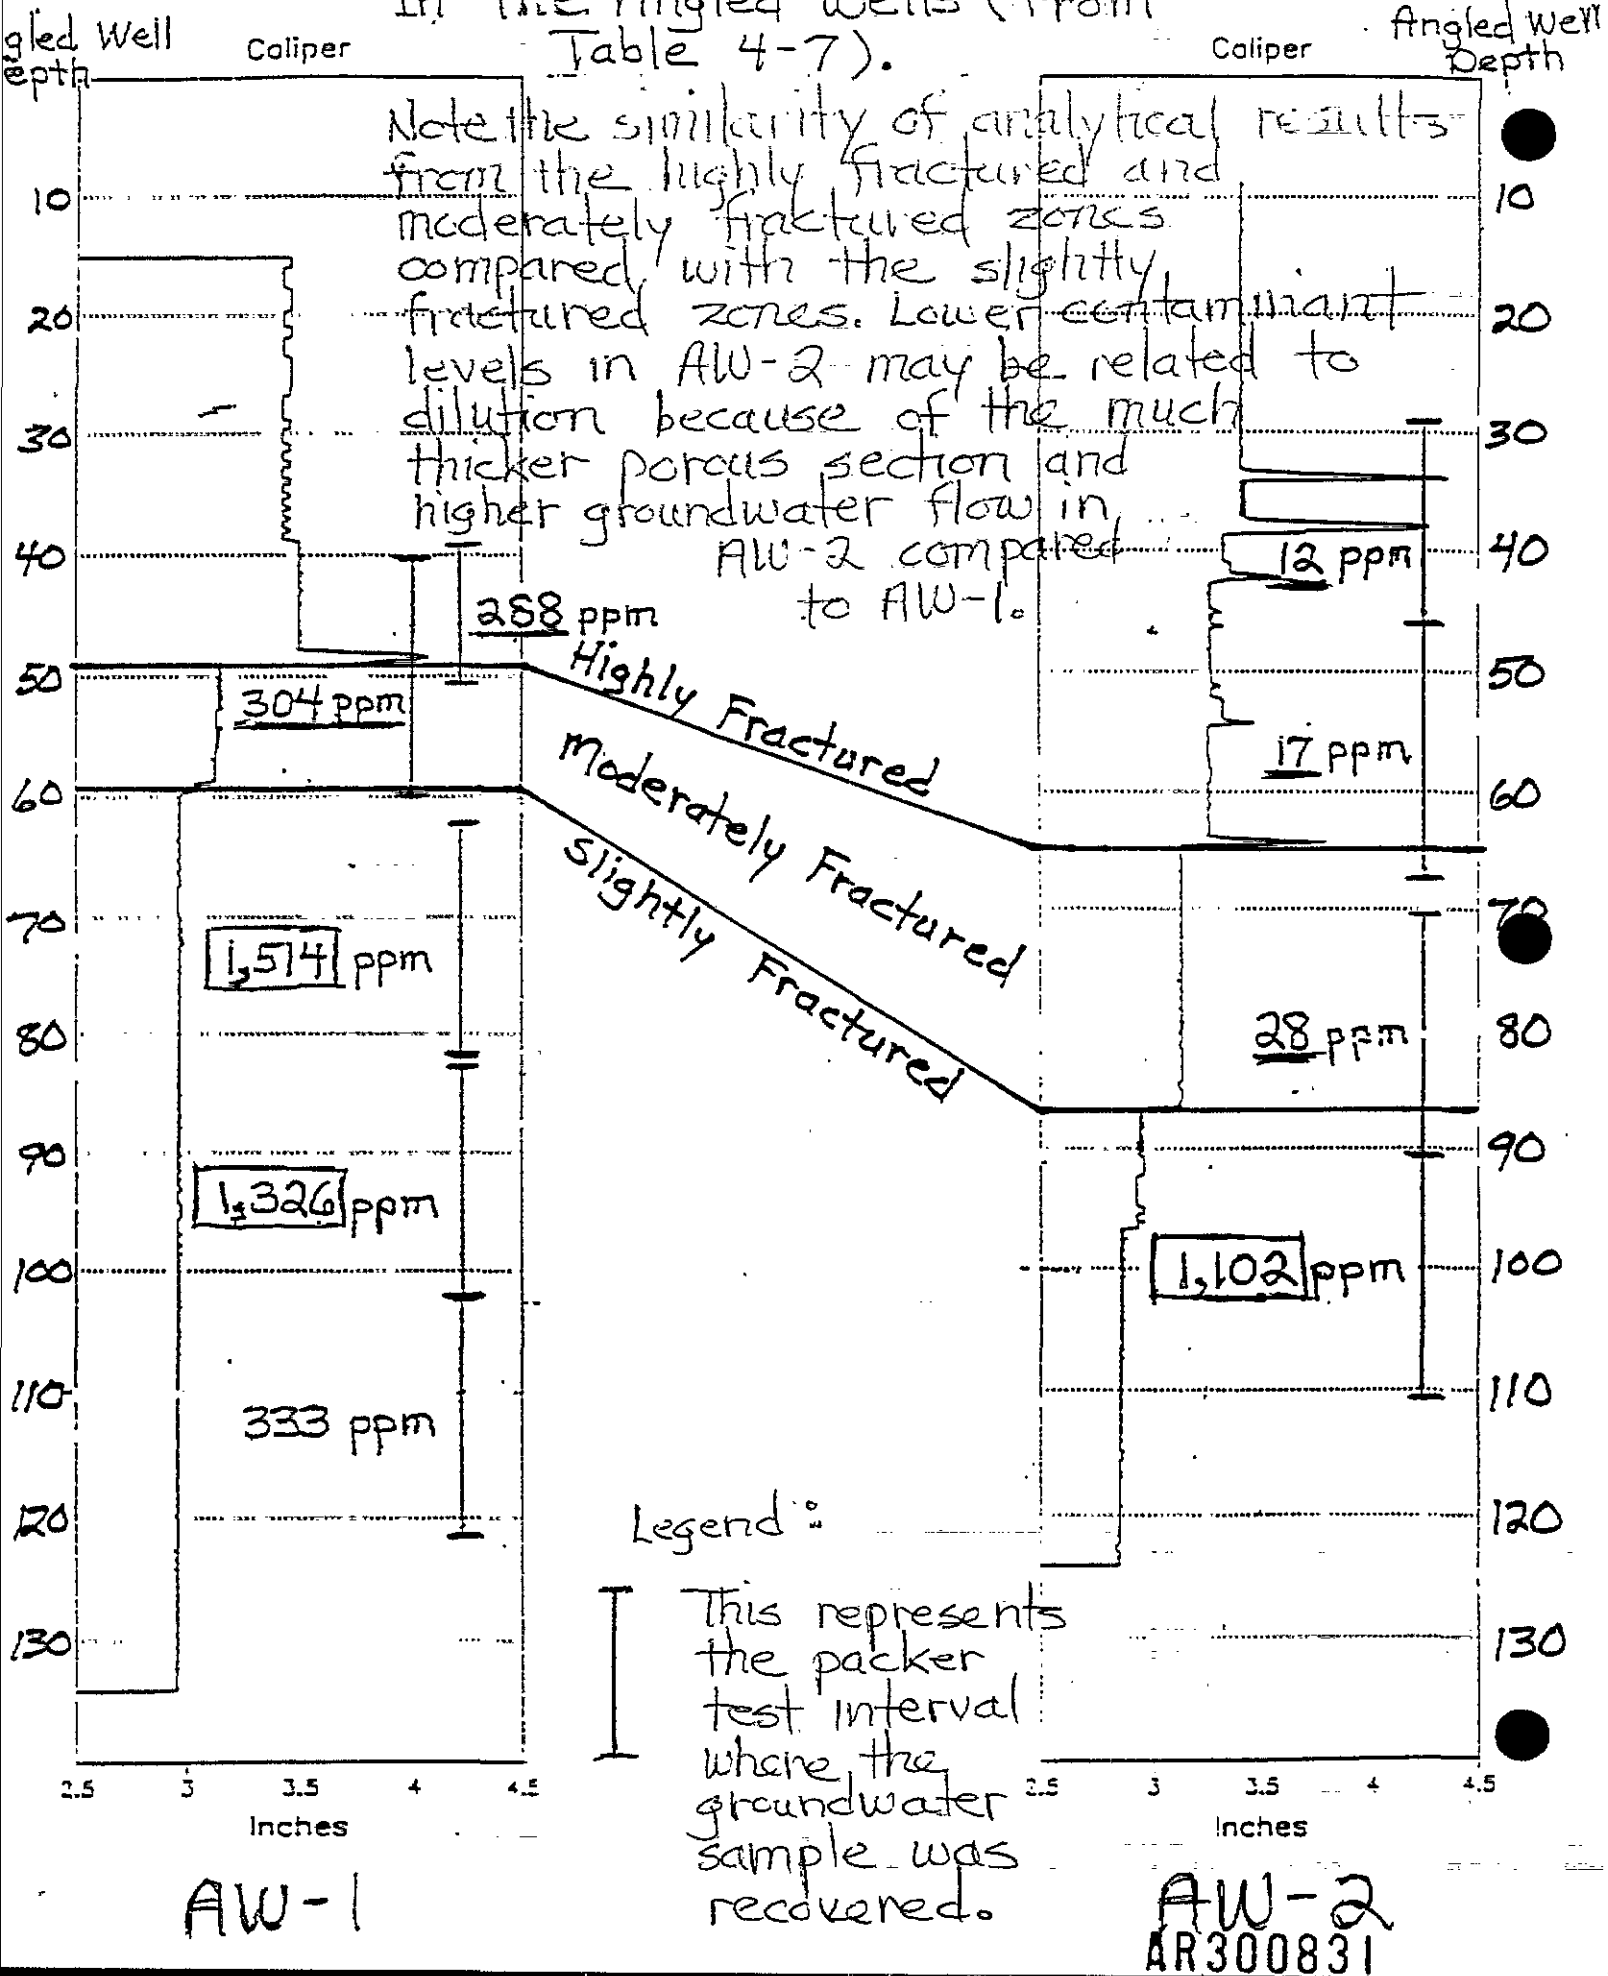 In the Angled Wells (From
Table 4-7).
gled Well
epth
Caliper
Caliper
Angled Well
Depth
Note the similarity of analytical results
from the highly fractured and
moderately fractured zones
compared with the slightly
fractured zones. Lower contaminant
levels in AW-2 may be related to
dilution because of the much
thicker porous section and
higher groundwater flow in
AW-2 compared
to AW-1.
10
20
30
40
50
60
70
80
90
100
110
120
130
288 ppm
304 ppm
1,514 ppm
1,326 ppm
333 ppm
Highly Fractured
Moderately Fractured
Slightly Fractured
12 ppm
17 ppm
28 ppm
1,102 ppm
10
20
30
40
50
60
70
80
90
100
110
120
130
Legend:
This represents
the packer
test interval
where the
groundwater
sample was
recovered.
2.5 3 3.5 4 4.5
Inches
AW-1
2.5 3 3.5 4 4.5
Inches
AW-2
AR300831